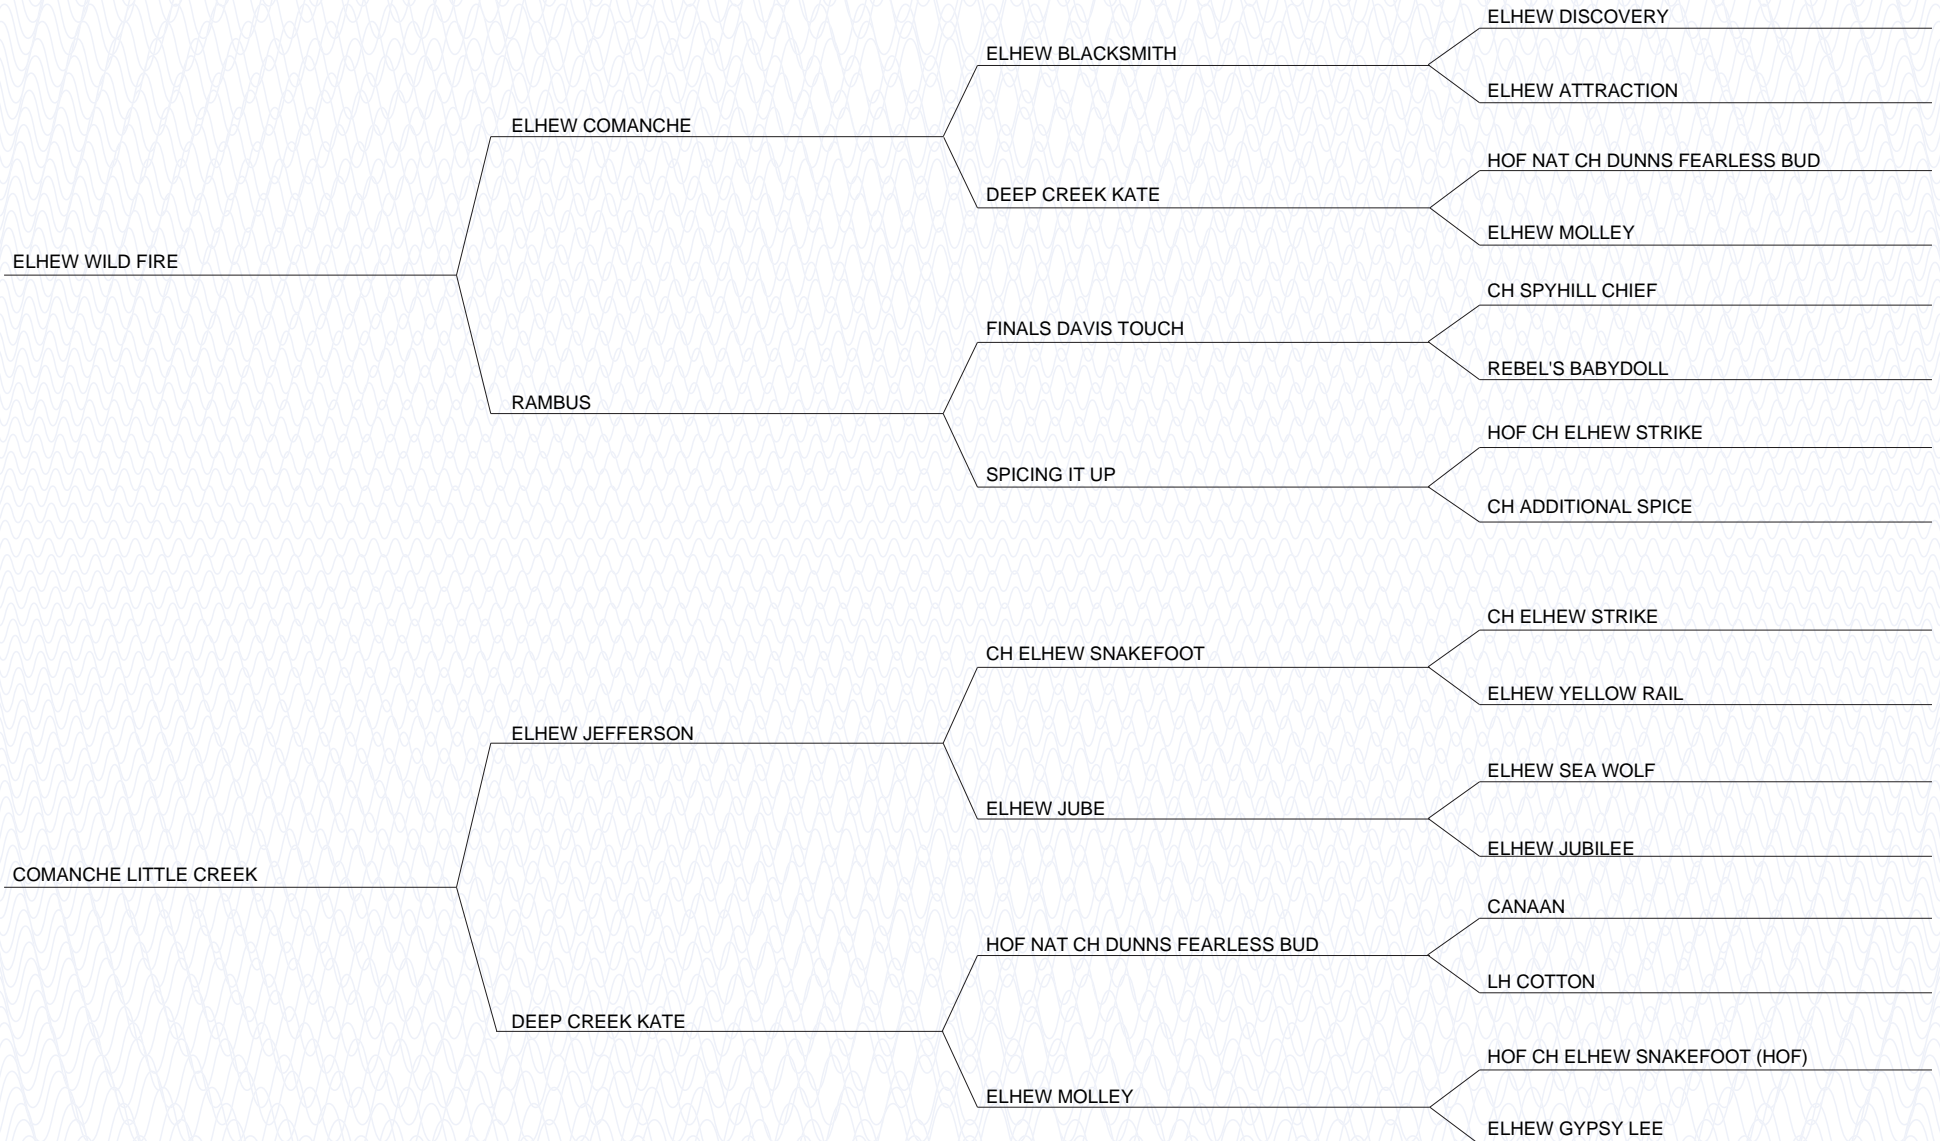 ELHEW DISCOVERY
ELHEW BLACKSMITH
ELHEW ATTRACTION
ELHEW COMANCHE
HOF NAT CH DUNNS FEARLESS BUD
DEEP CREEK KATE
ELHEW MOLLEY
ELHEW WILD FIRE
CH SPYHILL CHIEF
FINALS DAVIS TOUCH
REBEL'S BABYDOLL
RAMBUS
HOF CH ELHEW STRIKE
SPICING IT UP
CH ADDITIONAL SPICE
CH ELHEW STRIKE
CH ELHEW SNAKEFOOT
ELHEW YELLOW RAIL
ELHEW JEFFERSON
ELHEW SEA WOLF
ELHEW JUBE
ELHEW JUBILEE
COMANCHE LITTLE CREEK
CANAAN
HOF NAT CH DUNNS FEARLESS BUD
LH COTTON
DEEP CREEK KATE
HOF CH ELHEW SNAKEFOOT (HOF)
ELHEW MOLLEY
ELHEW GYPSY LEE